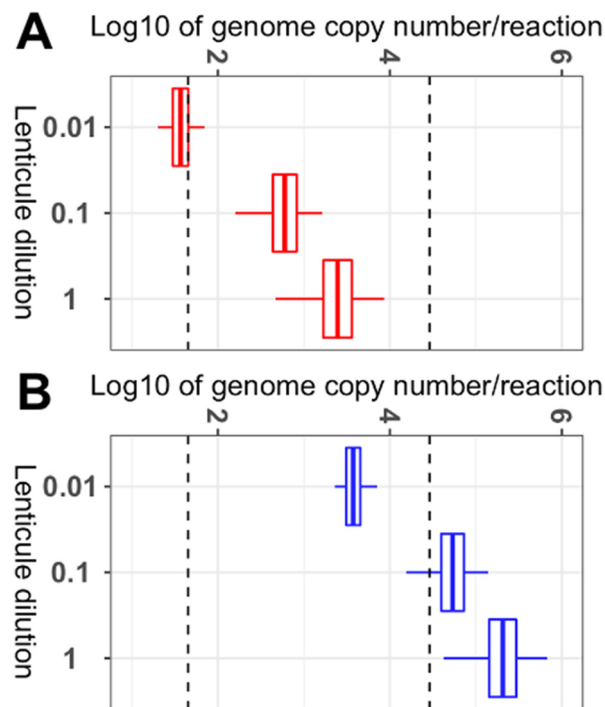 A
Log10 of genome copy number/reaction
2 4 6
Lenticule dilution
0.01
0.1
1
B
Log10 of genome copy number/reaction
2 4 6
Lenticule dilution
0.01
0.1
1